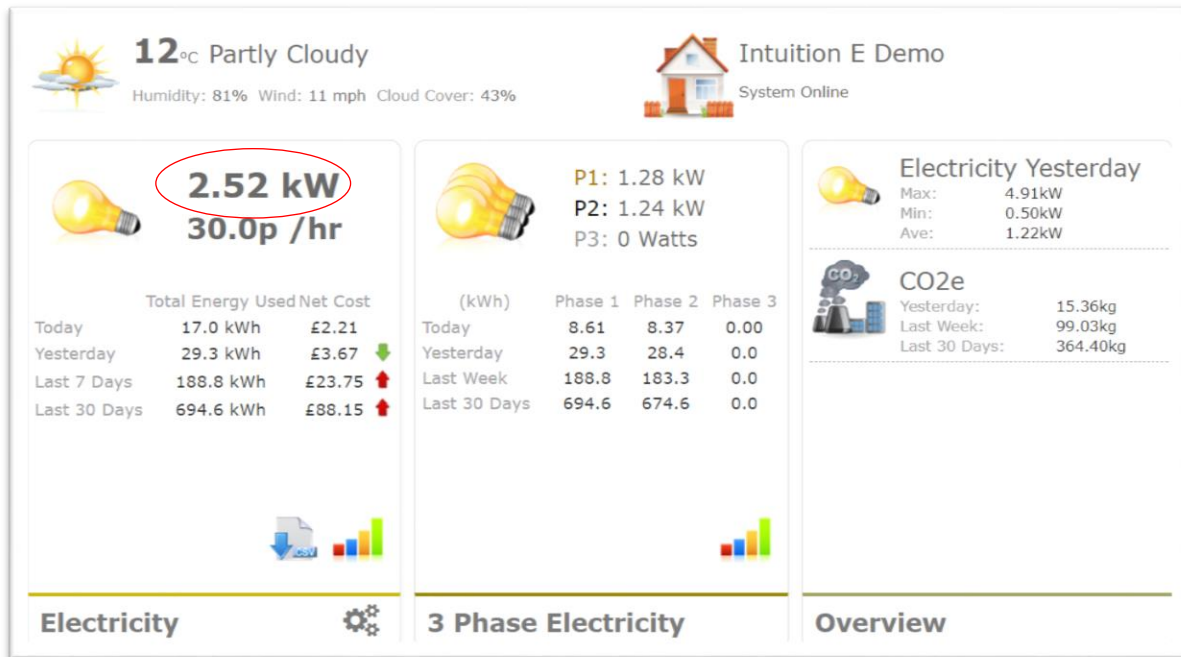 12°C Partly Cloudy
Humidity: 81% Wind: 11 mph Cloud Cover: 43%
Intuition E Demo
System Online
2.52 kW
30.0p /hr
Total Energy Used Net Cost
Today 17.0 kWh £2.21
Yesterday 29.3 kWh £3.67
Last 7 Days 188.8 kWh £23.75
Last 30 Days 694.6 kWh £88.15
CSV
Electricity
P1: 1.28 kW
P2: 1.24 kW
P3: 0 Watts
(kWh) Phase 1 Phase 2 Phase 3
Today 8.61 8.37 0.00
Yesterday 29.3 28.4 0.0
Last Week 188.8 183.3 0.0
Last 30 Days 694.6 674.6 0.0
3 Phase Electricity
Electricity Yesterday
Max: 4.91kW
Min: 0.50kW
Ave: 1.22kW
CO2
CO2e
Yesterday: 15.36kg
Last Week: 99.03kg
Last 30 Days: 364.40kg
Overview